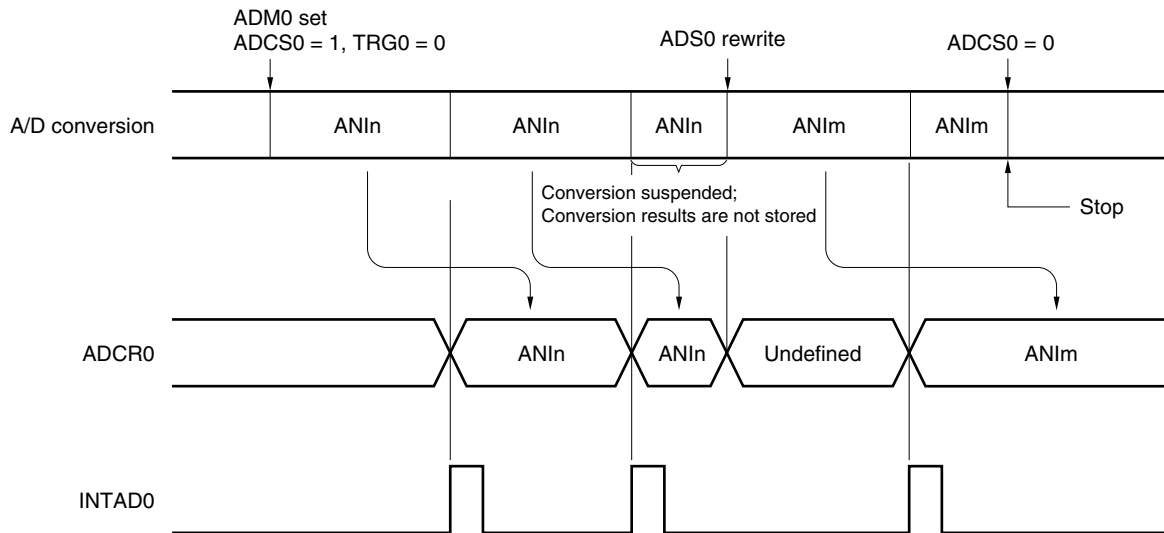 ADM0 set
ADCS0 = 1, TRG0 = 0
ADS0 rewrite
ADCS0 = 0
A/D conversion
ANIn
ANIn
ANIn
ANIm
ANIm
Conversion suspended;
Conversion results are not stored
Stop
ADCR0
ANIn
ANIn
Undefined
ANIm
INTAD0